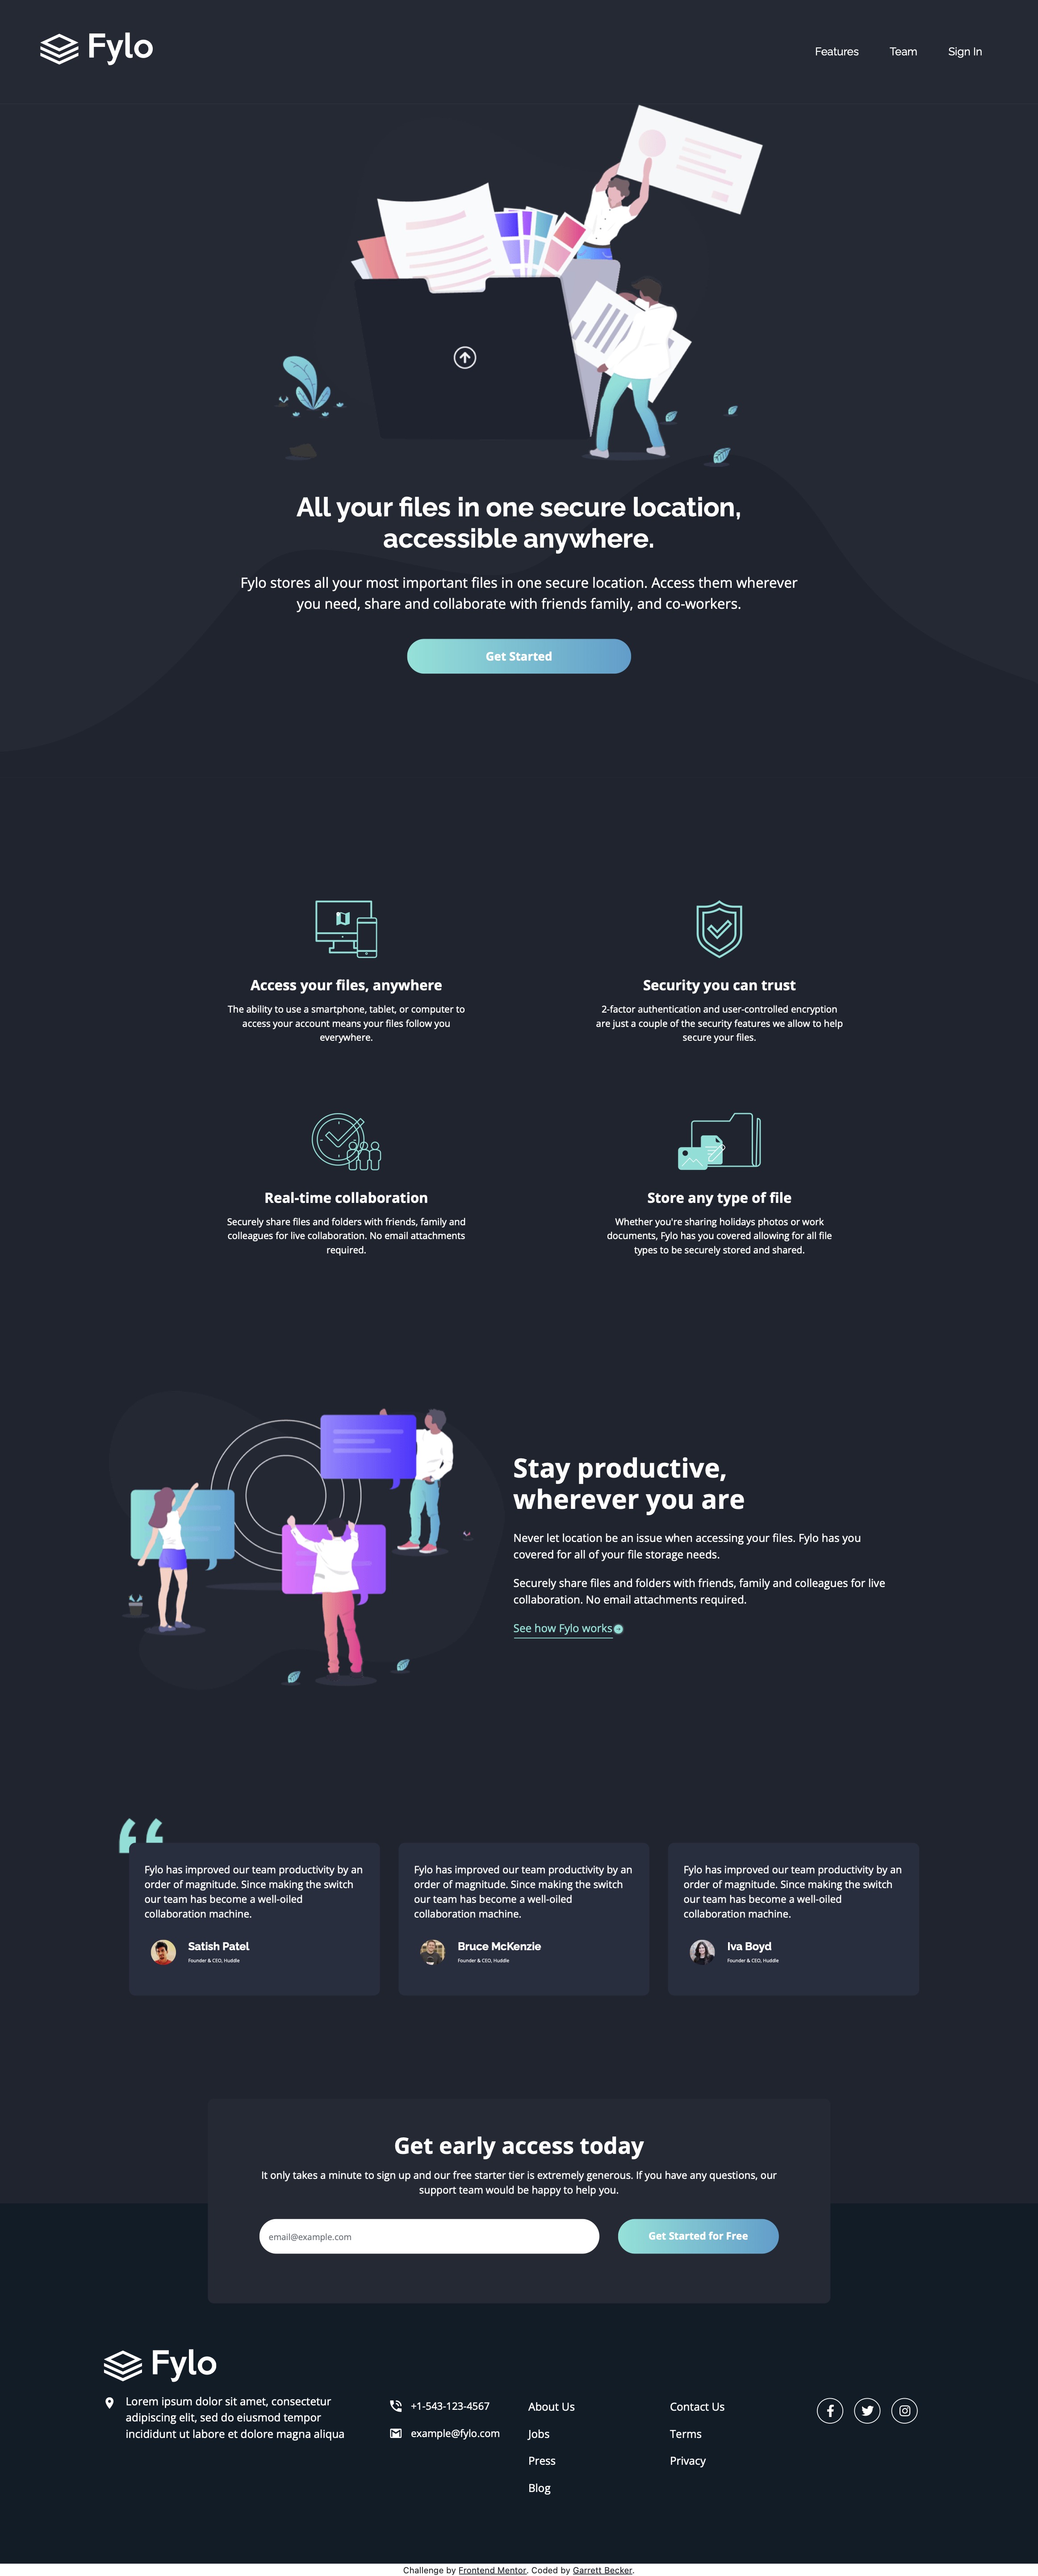 Fylo
Features
Team
Sign In
All your files in one secure location,
accessible anywhere.
Fylo stores all your most important files in one secure location. Access them wherever
you need, share and collaborate with friends family, and co-workers.
Get Started
Access your files, anywhere
The ability to use a smartphone, tablet, or computer to
access your account means your files follow you
everywhere.
Security you can trust
2-factor authentication and user-controlled encryption
are just a couple of the security features we allow to help
secure your files.
Real-time collaboration
Securely share files and folders with friends, family and
colleagues for live collaboration. No email attachments
required.
Store any type of file
Whether you're sharing holidays photos or work
documents, Fylo has you covered allowing for all file
types to be securely stored and shared.
Stay productive,
wherever you are
Never let location be an issue when accessing your files. Fylo has you
covered for all of your file storage needs.
Securely share files and folders with friends, family and colleagues for live
collaboration. No email attachments required.
See how Fylo works
Fylo has improved our team productivity by an
order of magnitude. Since making the switch
our team has become a well-oiled
collaboration machine.
Satish Patel
Founder & CEO, Huddle
Fylo has improved our team productivity by an
order of magnitude. Since making the switch
our team has become a well-oiled
collaboration machine.
Bruce McKenzie
Founder & CEO, Huddle
Fylo has improved our team productivity by an
order of magnitude. Since making the switch
our team has become a well-oiled
collaboration machine.
Iva Boyd
Founder & CEO, Huddle
Get early access today
It only takes a minute to sign up and our free starter tier is extremely generous. If you have any questions, our
support team would be happy to help you.
email@example.com
Get Started for Free
Fylo
Lorem ipsum dolor sit amet, consectetur
adipiscing elit, sed do eiusmod tempor
incididunt ut labore et dolore magna aliqua
+1-543-123-4567
example@fylo.com
About Us
Jobs
Press
Blog
Contact Us
Terms
Privacy
Challenge by Frontend Mentor. Coded by Garrett Becker.